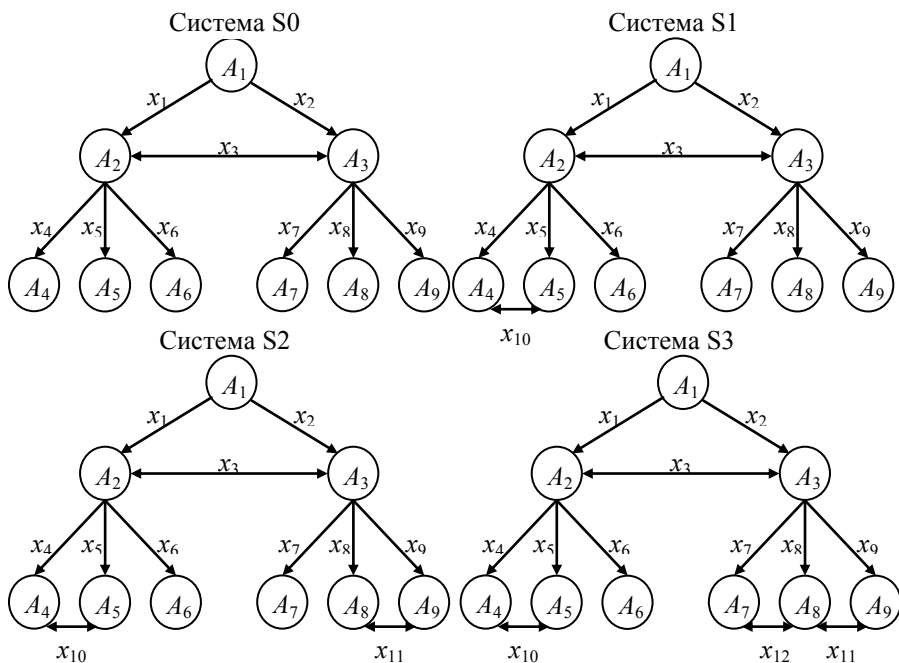 Система S0 Система S1
A1 A1
x1 x2 x1 x2
A2 x3 A3 A2 x3 A3
x4 x5 x6 x7 x8 x9 x4 x5 x6 x7 x8 x9
A4 A5 A6 A7 A8 A9 A4 A5 A6 A7 A8 A9
x10
Система S2 Система S3
A1 A1
x1 x2 x1 x2
A2 x3 A3 A2 x3 A3
x4 x5 x6 x7 x8 x9 x4 x5 x6 x7 x8 x9
A4 A5 A6 A7 A8 A9 A4 A5 A6 A7 A8 A9
x10 x11 x10 x12 x11